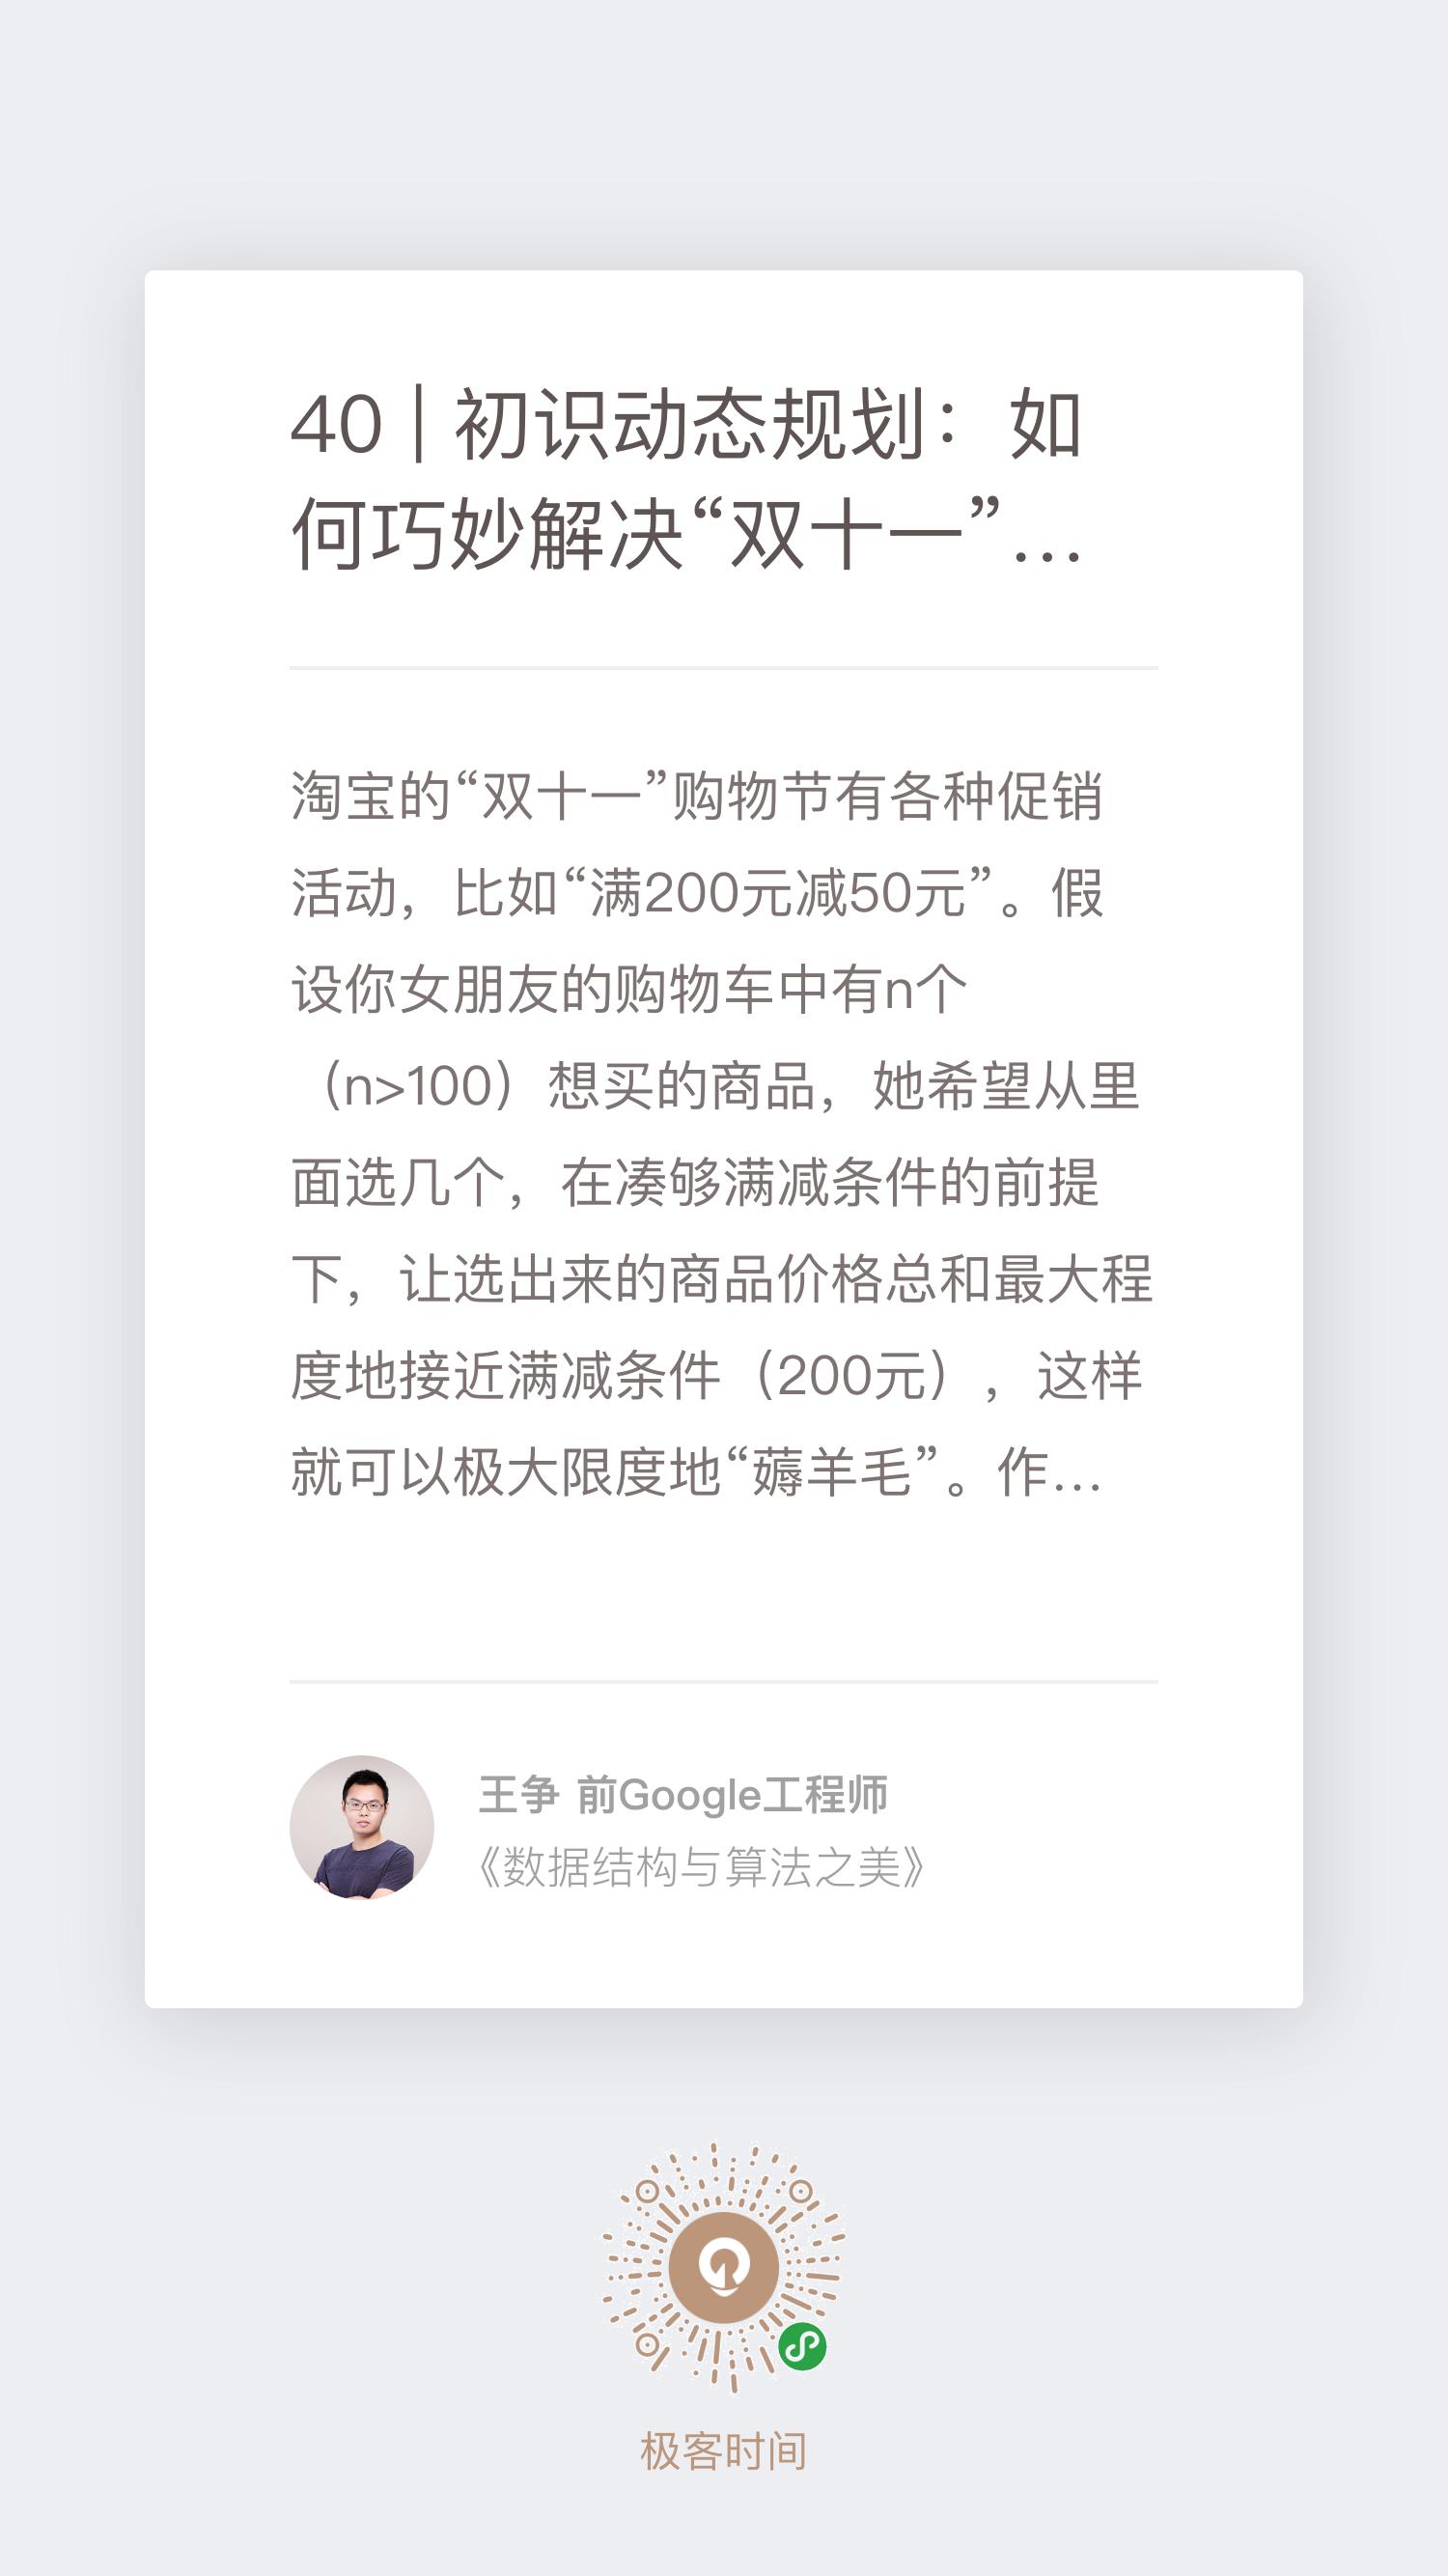 40 | 初识动态规划：如
何巧妙解决“双十一”…
淘宝的“双十一”购物节有各种促销
活动，比如“满200元减50元”。假
设你女朋友的购物车中有n个
（n>100）想买的商品，她希望从里
面选几个，在凑够满减条件的前提
下，让选出来的商品价格总和最大程
度地接近满减条件（200元），这样
就可以极大限度地“薅羊毛”。作…
王争 前Google工程师
《数据结构与算法之美》
极客时间